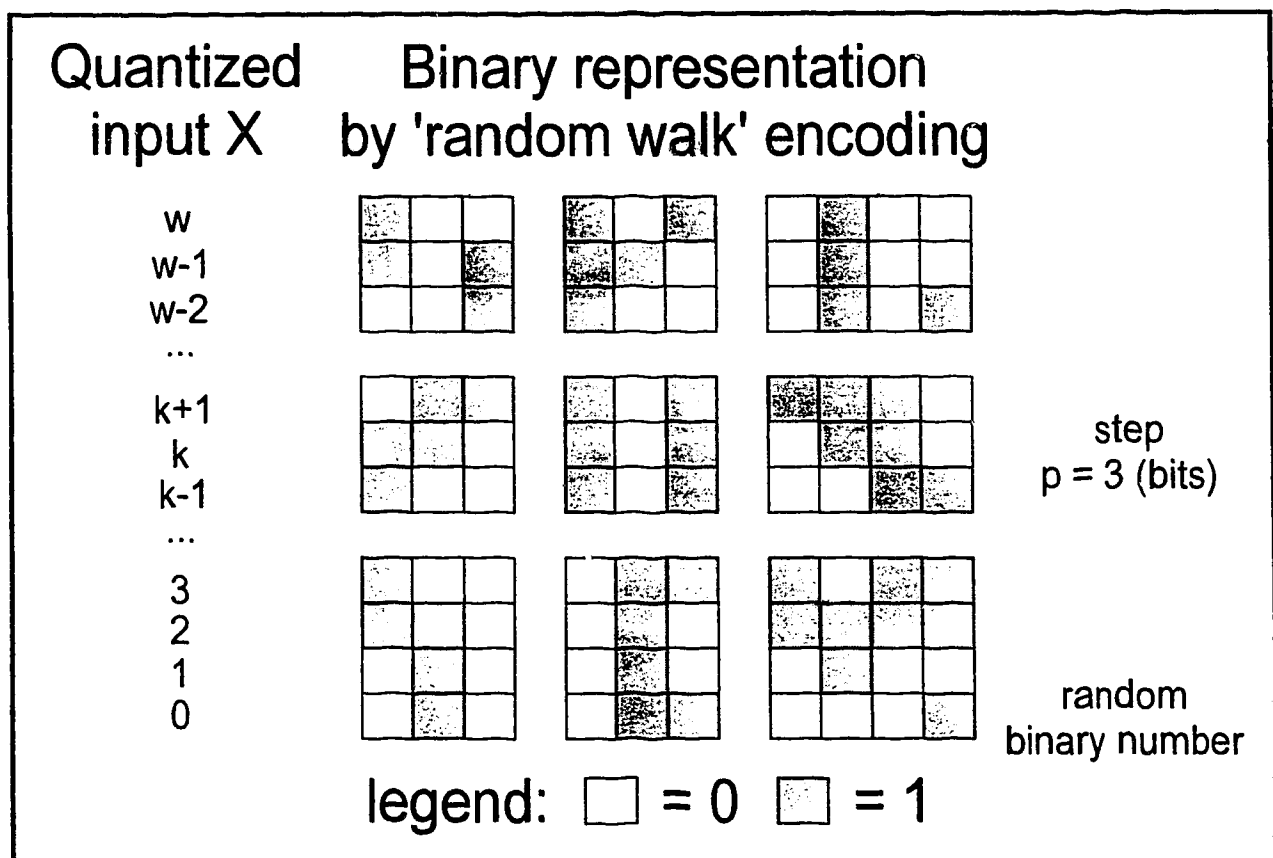 Quantized
input X
Binary representation
by 'random walk' encoding
w
w-1
w-2
...
k+1
k
k-1
...
3
2
1
0
step
p = 3 (bits)
random
binary number
legend: = 0 = 1